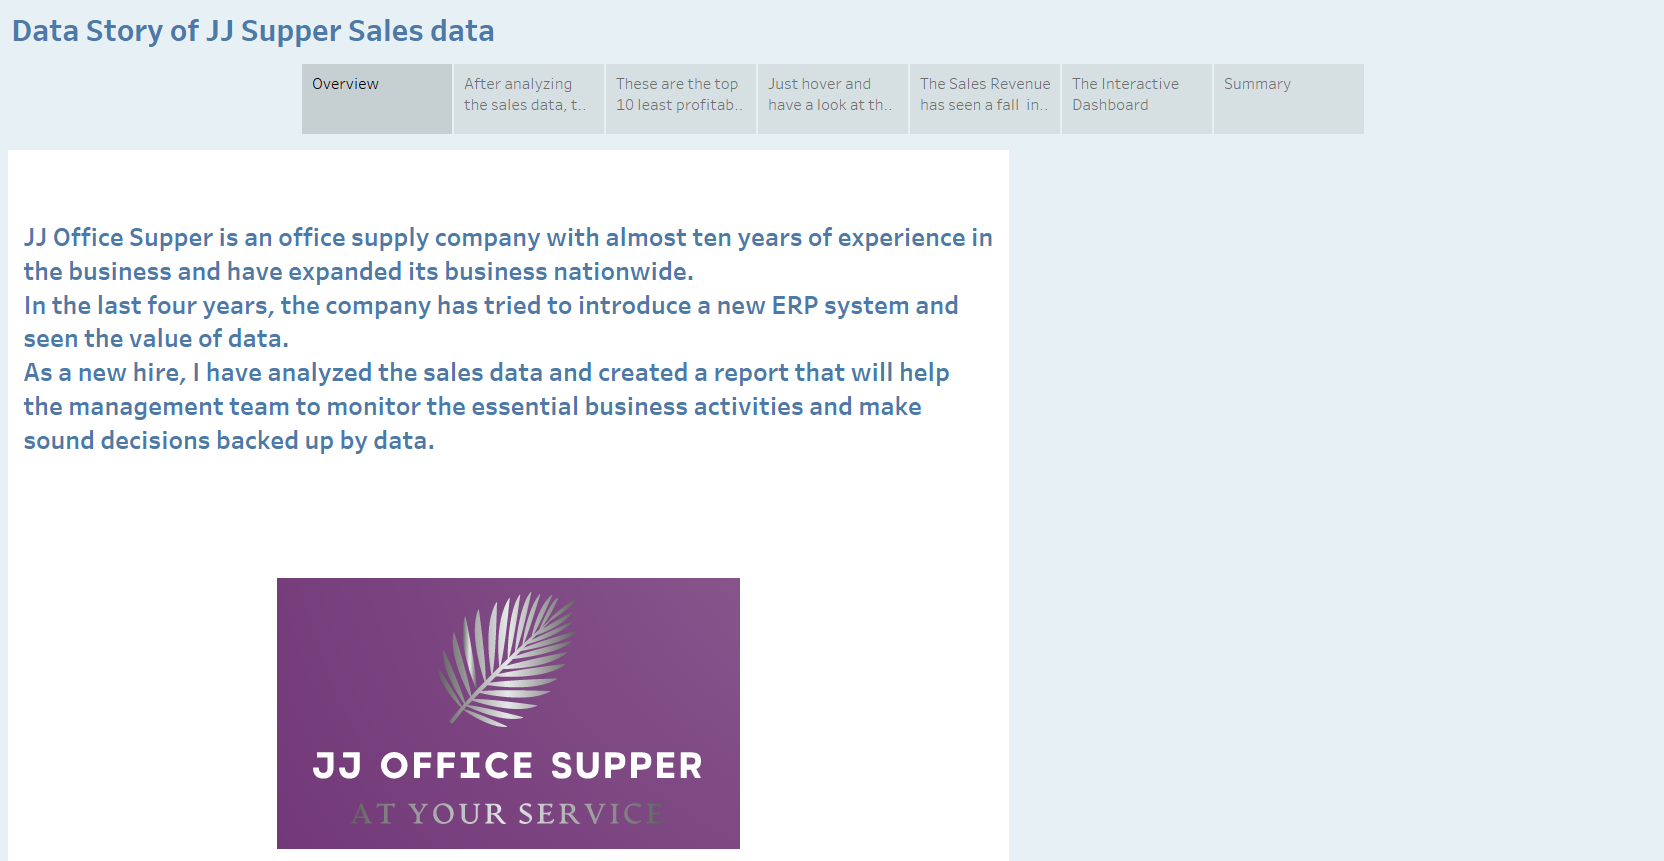 Data Story of JJ Supper Sales data
Overview
After analyzing
the sales data, t..
These are the top
10 least profitab..
Just hover and
have a look at th..
The Sales Revenue
has seen a fall in..
The Interactive
Dashboard
Summary
JJ Office Supper is an office supply company with almost ten years of experience in
the business and have expanded its business nationwide.
In the last four years, the company has tried to introduce a new ERP system and
seen the value of data.
As a new hire, I have analyzed the sales data and created a report that will help
the management team to monitor the essential business activities and make
sound decisions backed up by data.
JJ OFFICE SUPPER
AT YOUR SERVICE